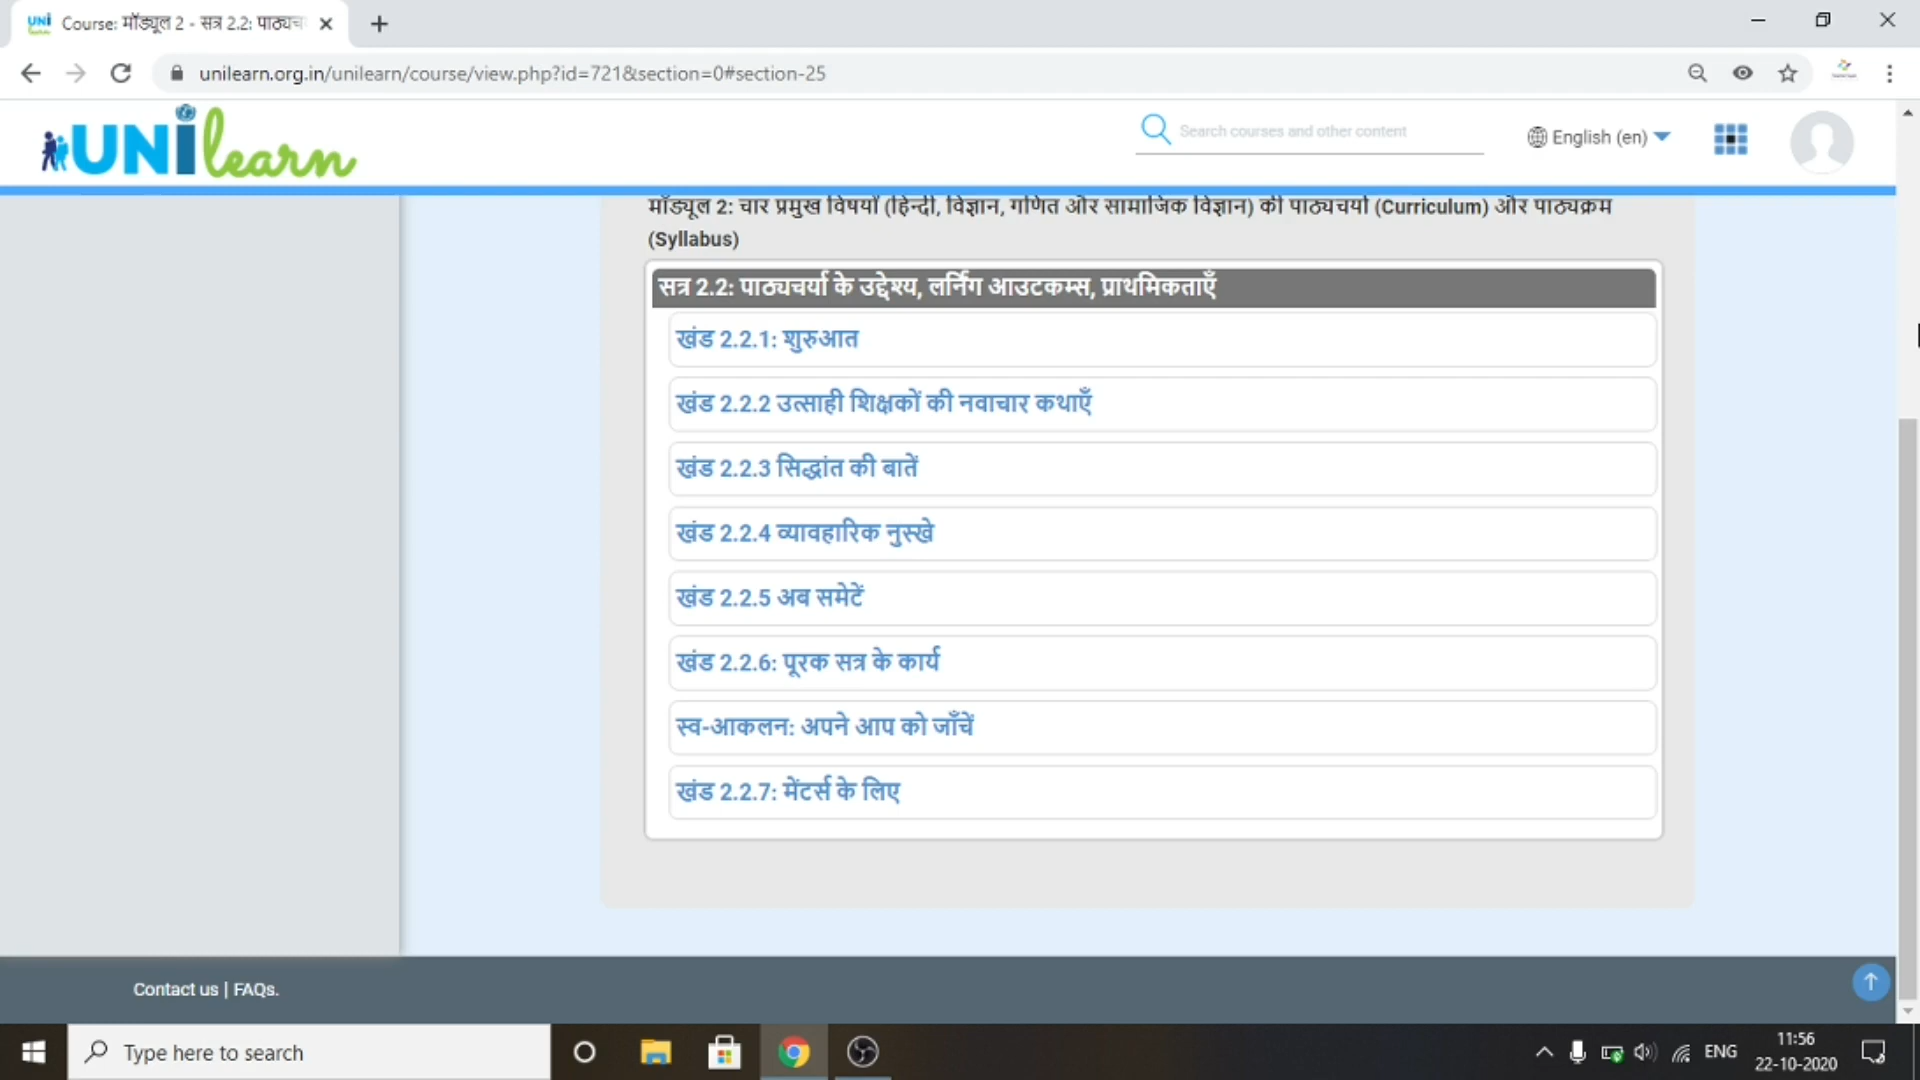 Course: मॉड्यूल 2 - सत्र 2.2: पाठ्यच
unilearn.org.in/unilearn/course/view.php?id=721&section=0#section-25
UNilearn
Search courses and other content
English (en)
मॉड्यूल 2: चार प्रमुख विषयों (हिन्दी, विज्ञान, गणित और सामाजिक विज्ञान) की पाठ्यचर्या (Curriculum) और पाठ्यक्रम
(Syllabus)
सत्र 2.2: पाठ्यचर्या के उद्देश्य, लर्निंग आउटकम्स, प्राथमिकताएँ
खंड 2.2.1: शुरुआत
खंड 2.2.2 उत्साही शिक्षकों की नवाचार कथाएँ
खंड 2.2.3 सिद्धांत की बातें
खंड 2.2.4 व्यावहारिक नुस्खे
खंड 2.2.5 अब समेटें
खंड 2.2.6: पूरक सत्र के कार्य
स्व-आकलन: अपने आप को जाँचें
खंड 2.2.7: मेंटर्स के लिए
Contact us | FAQs.
Type here to search
ENG
11:56
22-10-2020